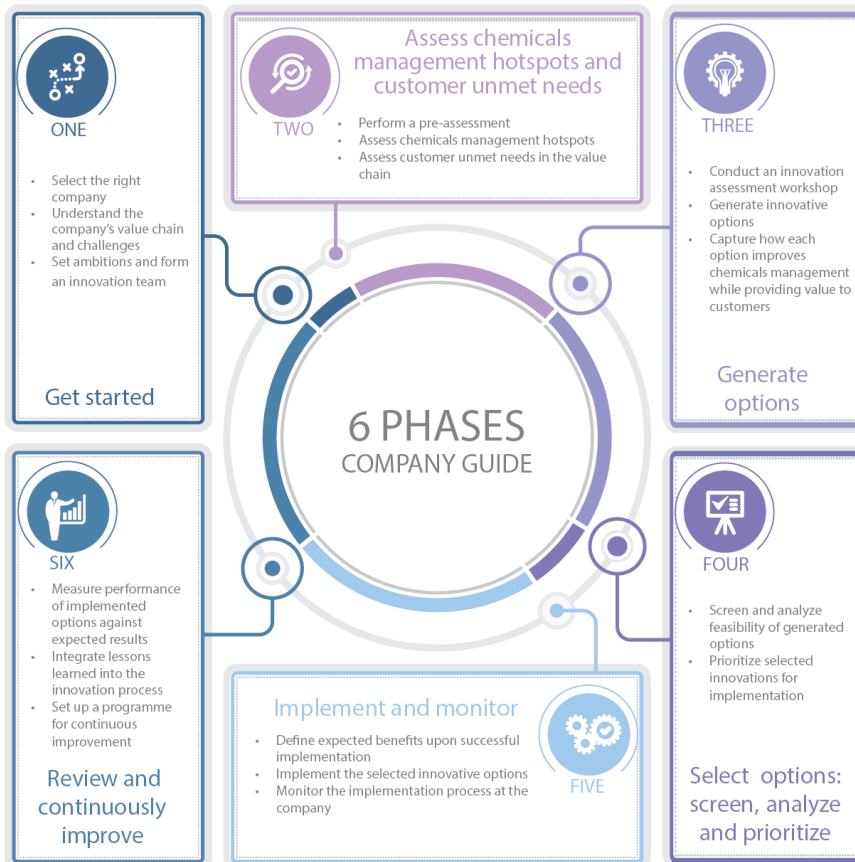 ONE
• Select the right
company
• Understand the
company's value chain
and challenges
• Set ambitions and form
an innovation team
Get started
TWO
Assess chemicals
management hotspots and
customer unmet needs
• Perform a pre-assessment
• Assess chemicals management hotspots
• Assess customer unmet needs in the value
chain
THREE
• Conduct an innovation
assessment workshop
• Generate innovative
options
• Capture how each
option improves
chemicals management
while providing value to
customers
Generate
options
6 PHASES
COMPANY GUIDE
FOUR
• Screen and analyze
feasibility of generated
options
• Prioritize selected
innovations for
implementation
Select options:
screen, analyze
and prioritize
Implement and monitor
• Define expected benefits upon successful
implementation
• Implement the selected innovative options
• Monitor the implementation process at the
company
FIVE
SIX
• Measure performance
of implemented
options against
expected results
• Integrate lessons
learned into the
innovation process
• Set up a programme
for continuous
improvement
Review and
continuously
improve